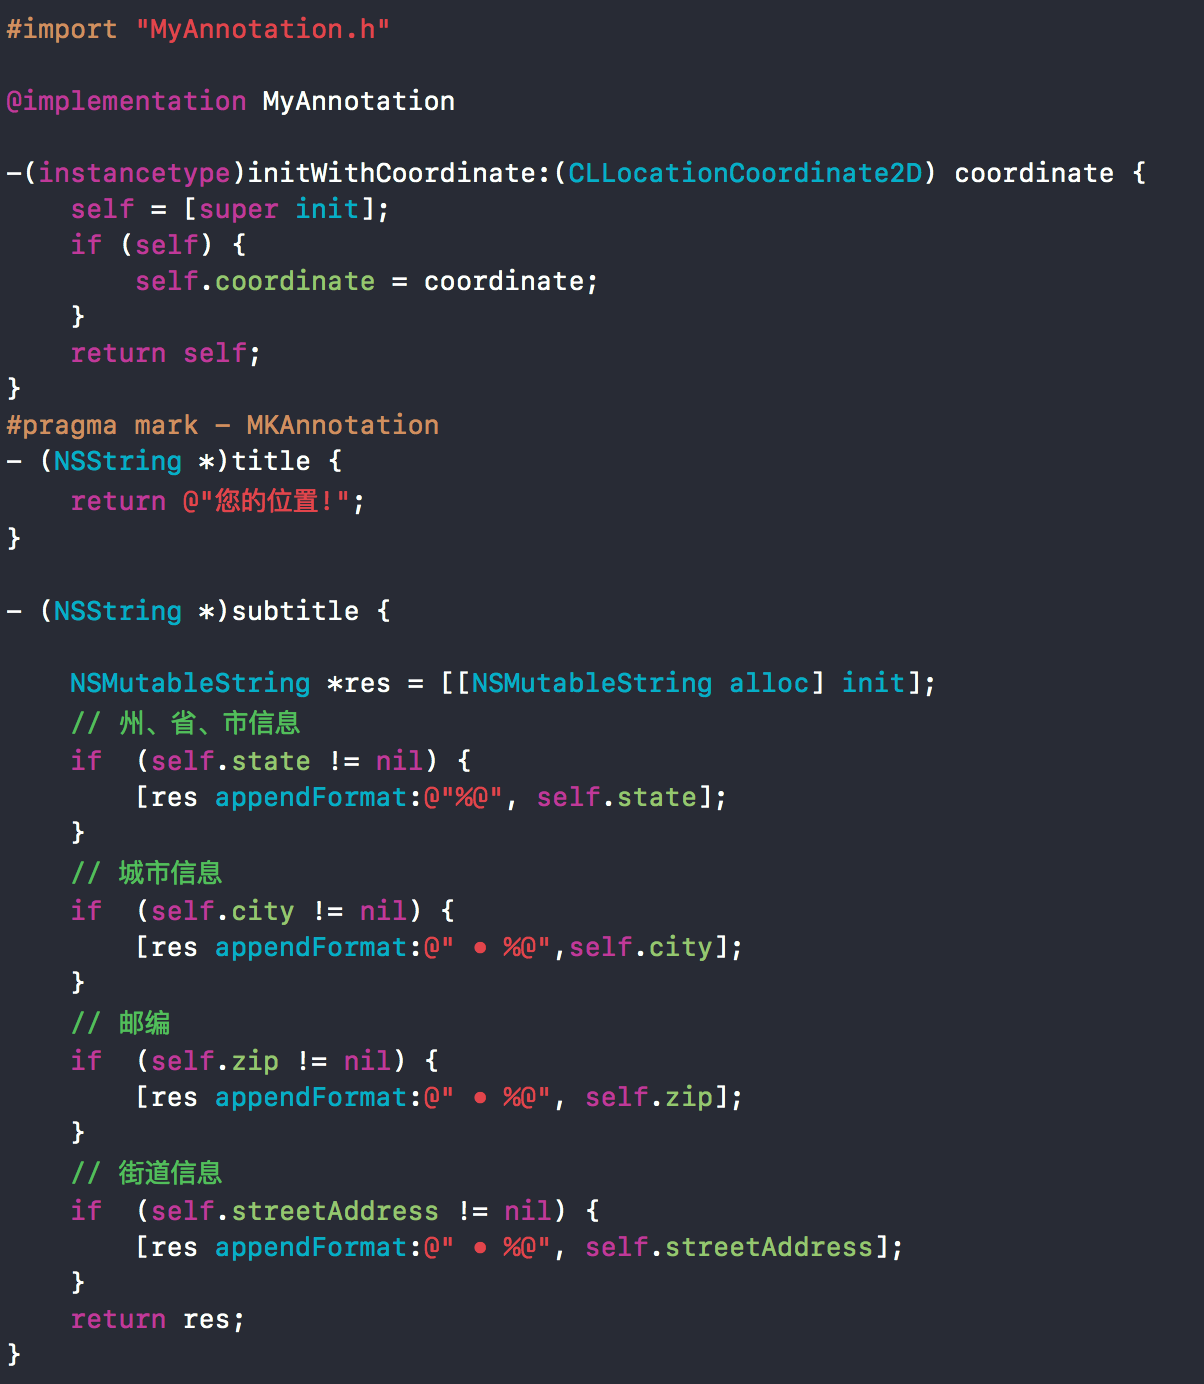 #import "MyAnnotation.h"
@implementation MyAnnotation
-(instancetype)initWithCoordinate:(CLLocationCoordinate2D) coordinate {
    self = [super init];
    if (self) {
        self.coordinate = coordinate;
    }
    return self;
}
#pragma mark - MKAnnotation
- (NSString *)title {
    return @"您的位置!";
}
- (NSString *)subtitle {
    NSMutableString *res = [[NSMutableString alloc] init];
    // 州、省、市信息
    if  (self.state != nil) {
        [res appendFormat:@"%@", self.state];
    }
    // 城市信息
    if  (self.city != nil) {
        [res appendFormat:@" • %@",self.city];
    }
    // 邮编
    if  (self.zip != nil) {
        [res appendFormat:@" • %@", self.zip];
    }
    // 街道信息
    if  (self.streetAddress != nil) {
        [res appendFormat:@" • %@", self.streetAddress];
    }
    return res;
}